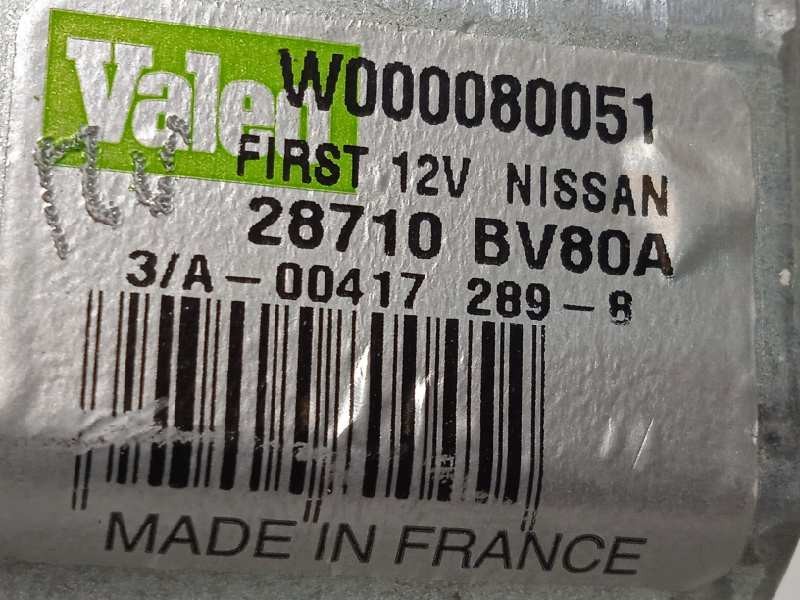 Valeo W000080051
FIRST 12V NISSAN
28710 BV80A
3/A-00417 289-8
MADE IN FRANCE